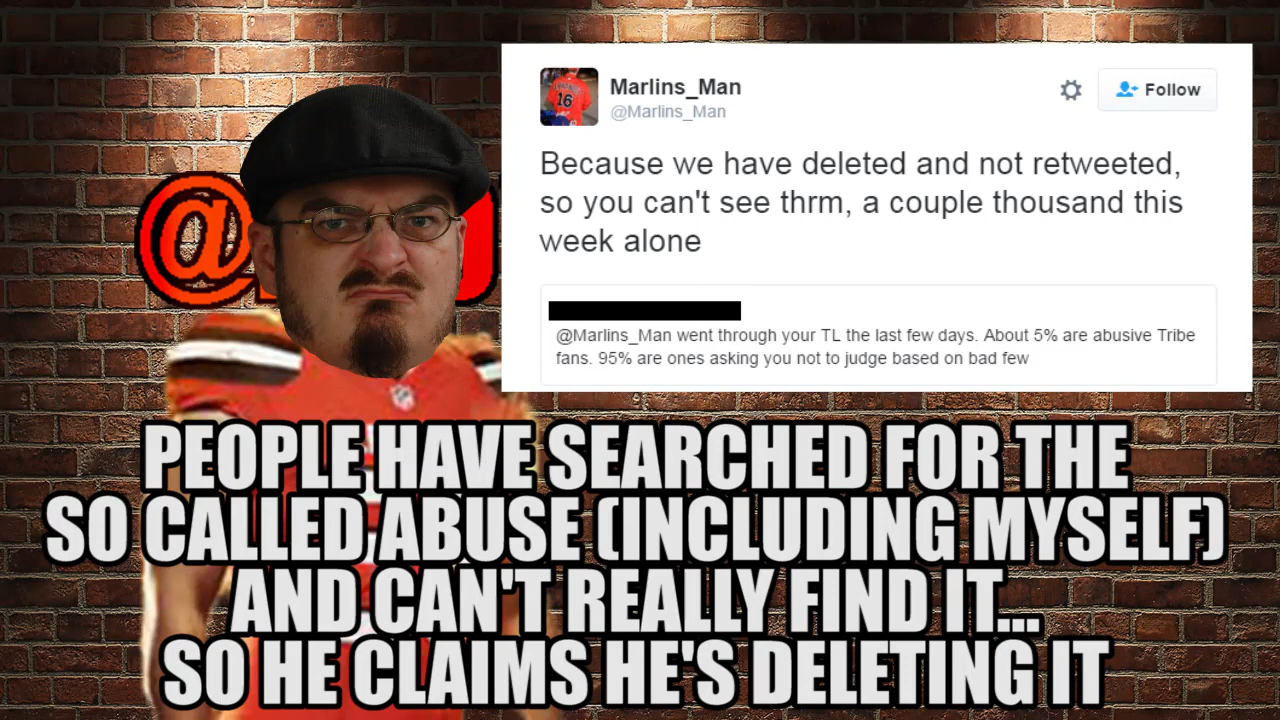 Marlins_Man
@Marlins_Man
Follow
Because we have deleted and not retweeted,
so you can't see thrm, a couple thousand this
week alone
@Marlins_Man went through your TL the last few days. About 5% are abusive Tribe
fans. 95% are ones asking you not to judge based on bad few
@
16
PEOPLE HAVE SEARCHED FOR THE
SO CALLED ABUSE (INCLUDING MYSELF)
AND CAN'T REALLY FIND IT...
SO HE CLAIMS HE'S DELETING IT